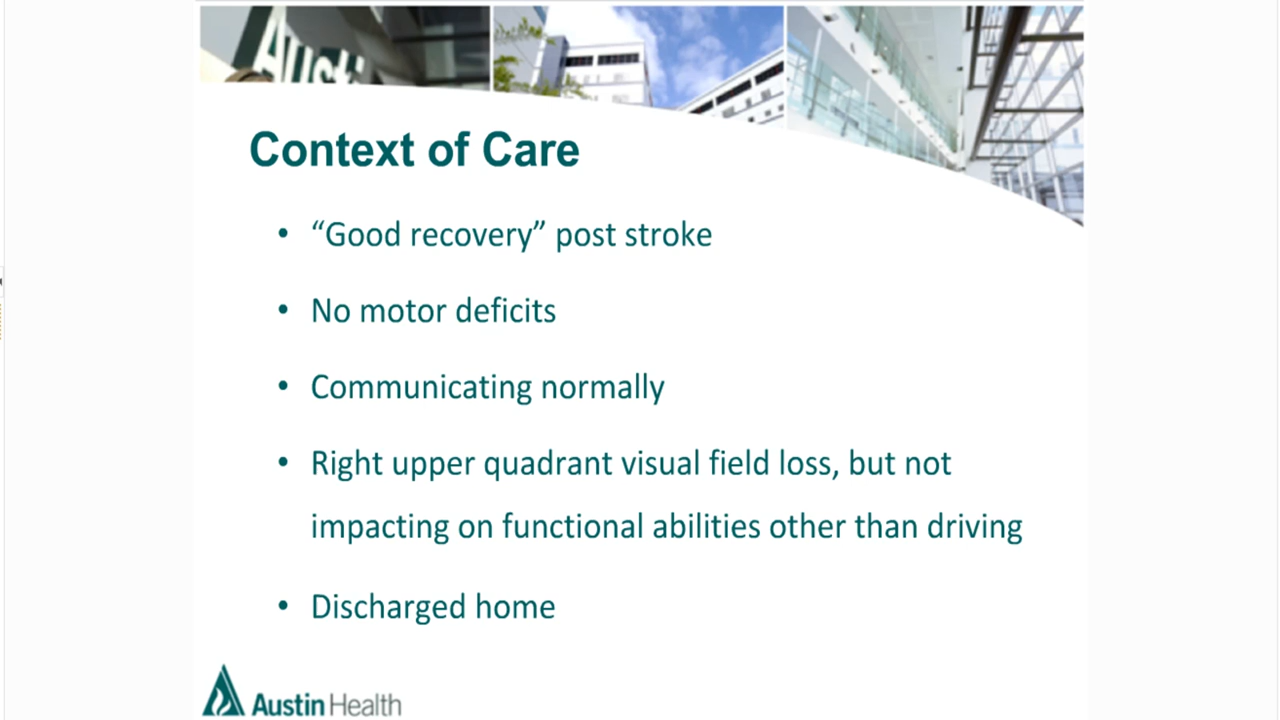 Austi
Context of Care
• “Good recovery” post stroke
• No motor deficits
• Communicating normally
• Right upper quadrant visual field loss, but not
impacting on functional abilities other than driving
• Discharged home
Austin Health